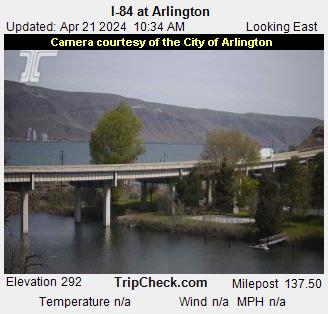 I-84 at Arlington
Updated: Apr 21 2024 10:34 AM Looking East
Camera courtesy of the City of Arlington
Elevation 292 TripCheck.com Milepost 137.50
Temperature n/a Wind n/a MPH n/a